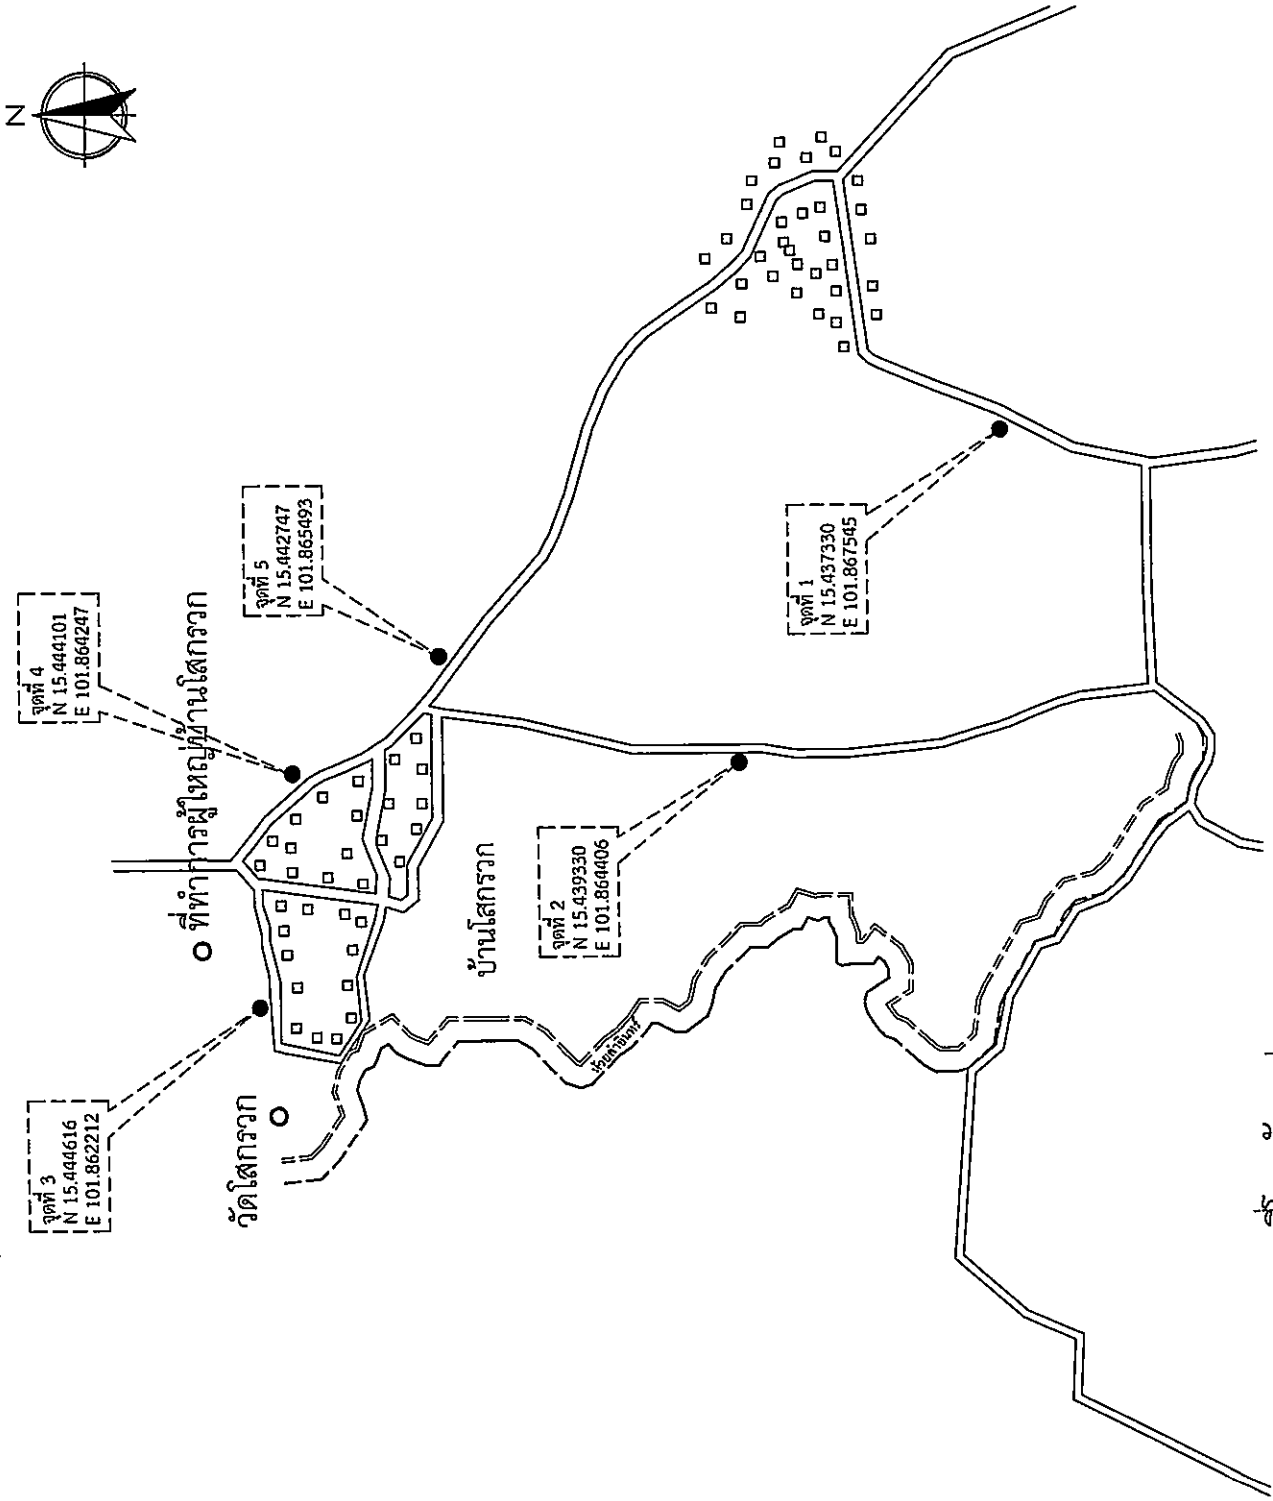 N
จุดที่ 4
N 15.444101
E 101.864247
จุดที่ 3
N 15.444616
E 101.862212
ที่ทำการผู้ใหญ่บ้านโสกรวก
จุดที่ 5
N 15.442747
E 101.865493
วัดโสกรวก
บ้านโสกรวก
จุดที่ 2
N 15.439330
E 101.864406
จุดที่ 1
N 15.437330
E 101.867545